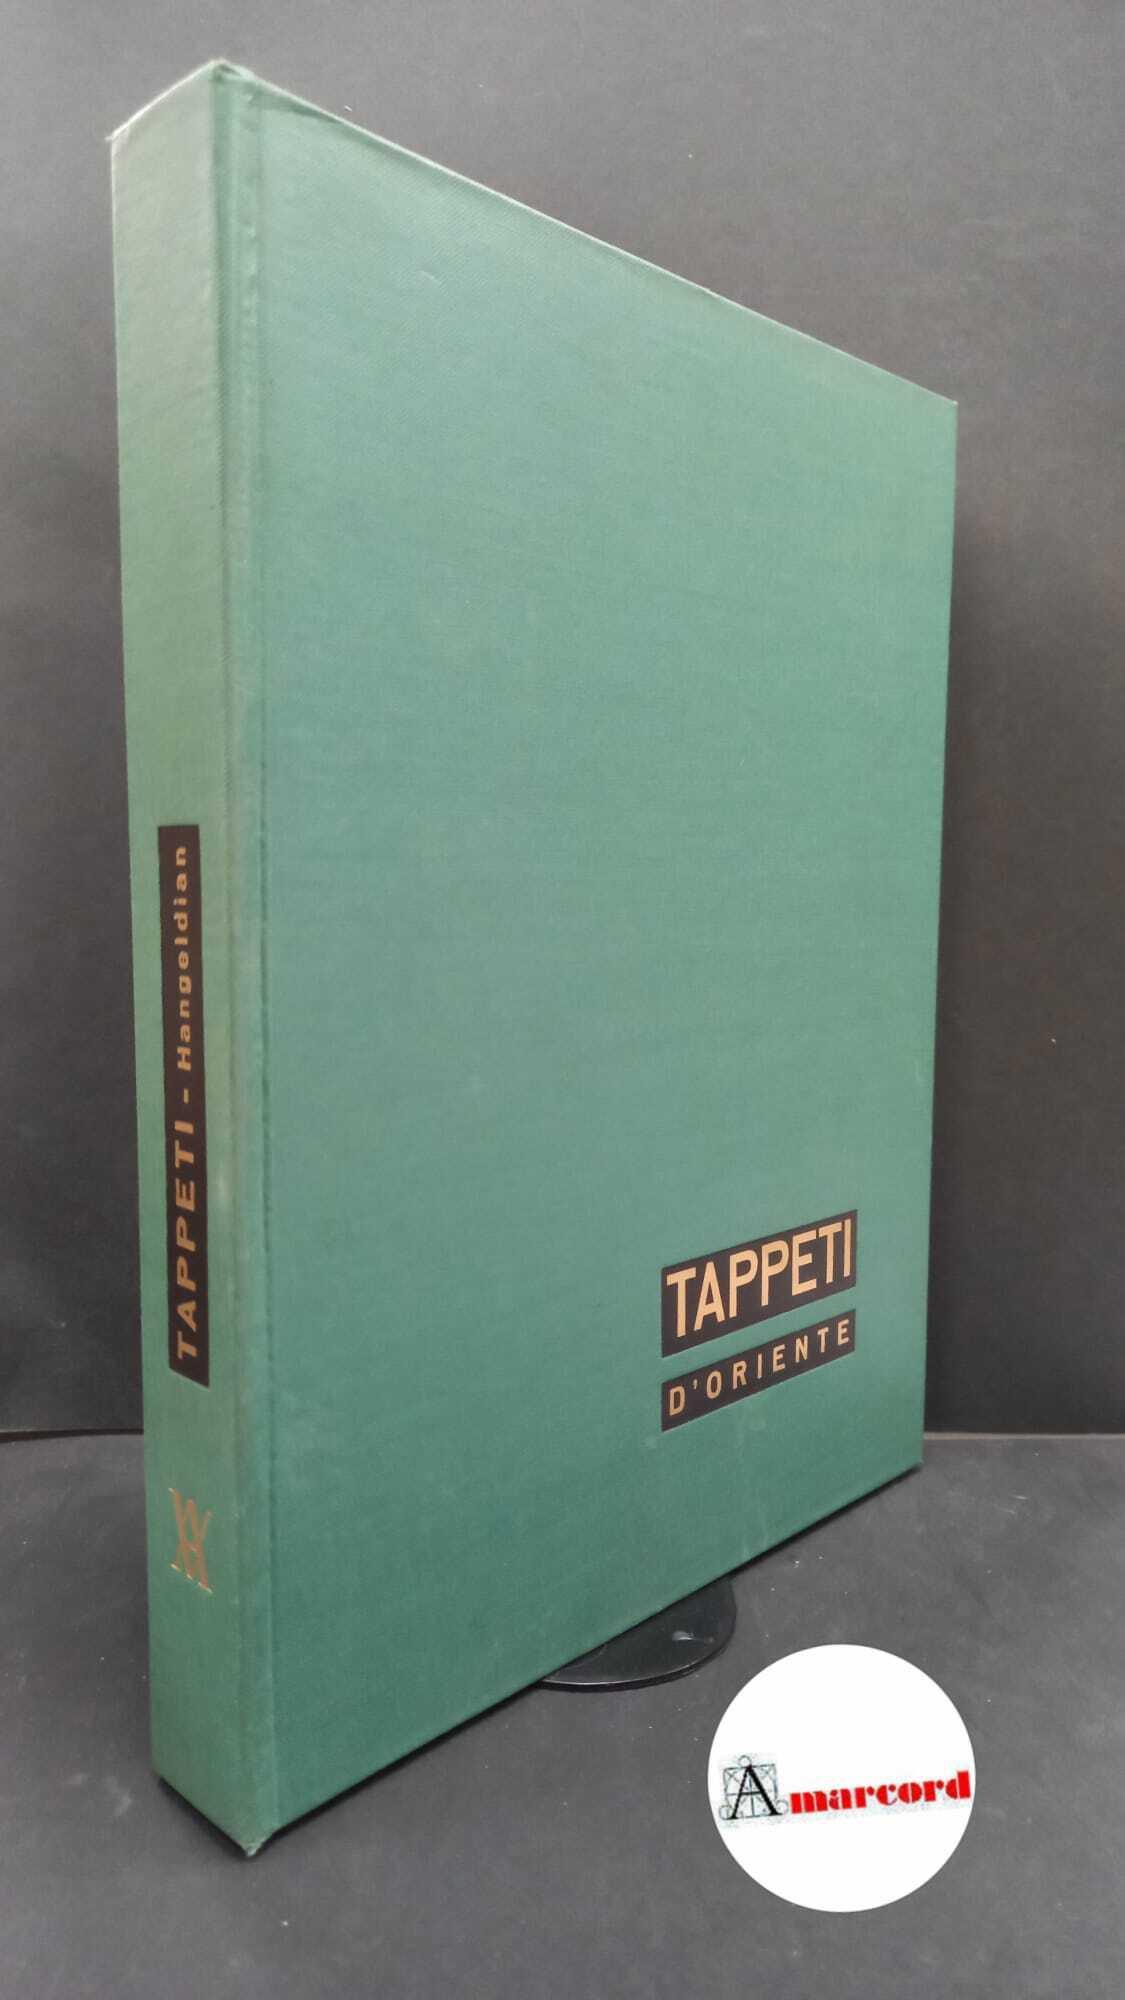 TAPPETI - Hangeldian
TAPPETI
D'ORIENTE
Amarcord